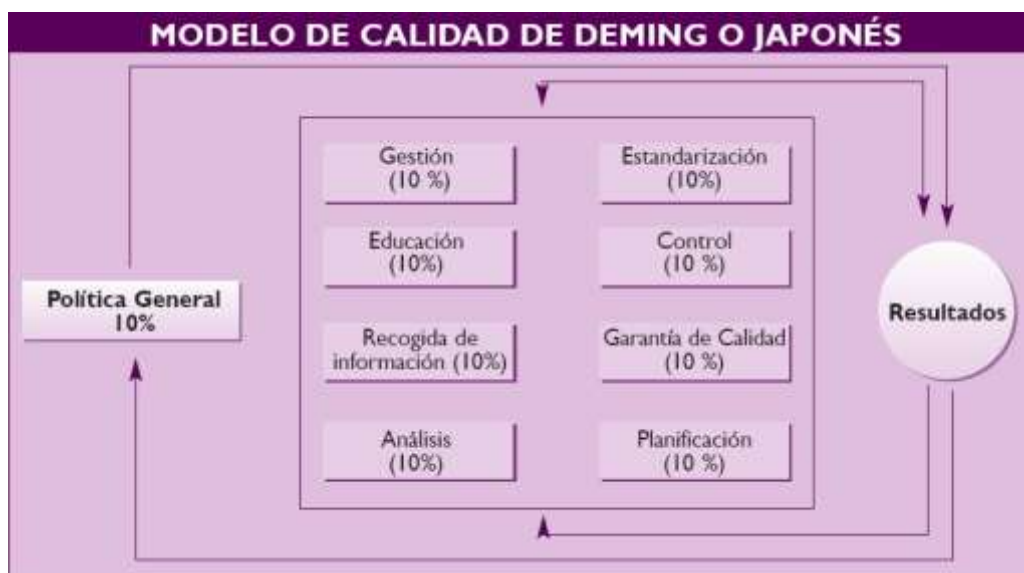 MODELO DE CALIDAD DE DEMING O JAPONÉS
Política General
10%
Gestión
(10 %)
Estandarización
(10%)
Educación
(10%)
Control
(10 %)
Recogida de
información (10%)
Garantía de Calidad
(10 %)
Análisis
(10%)
Planificación
(10 %)
Resultados